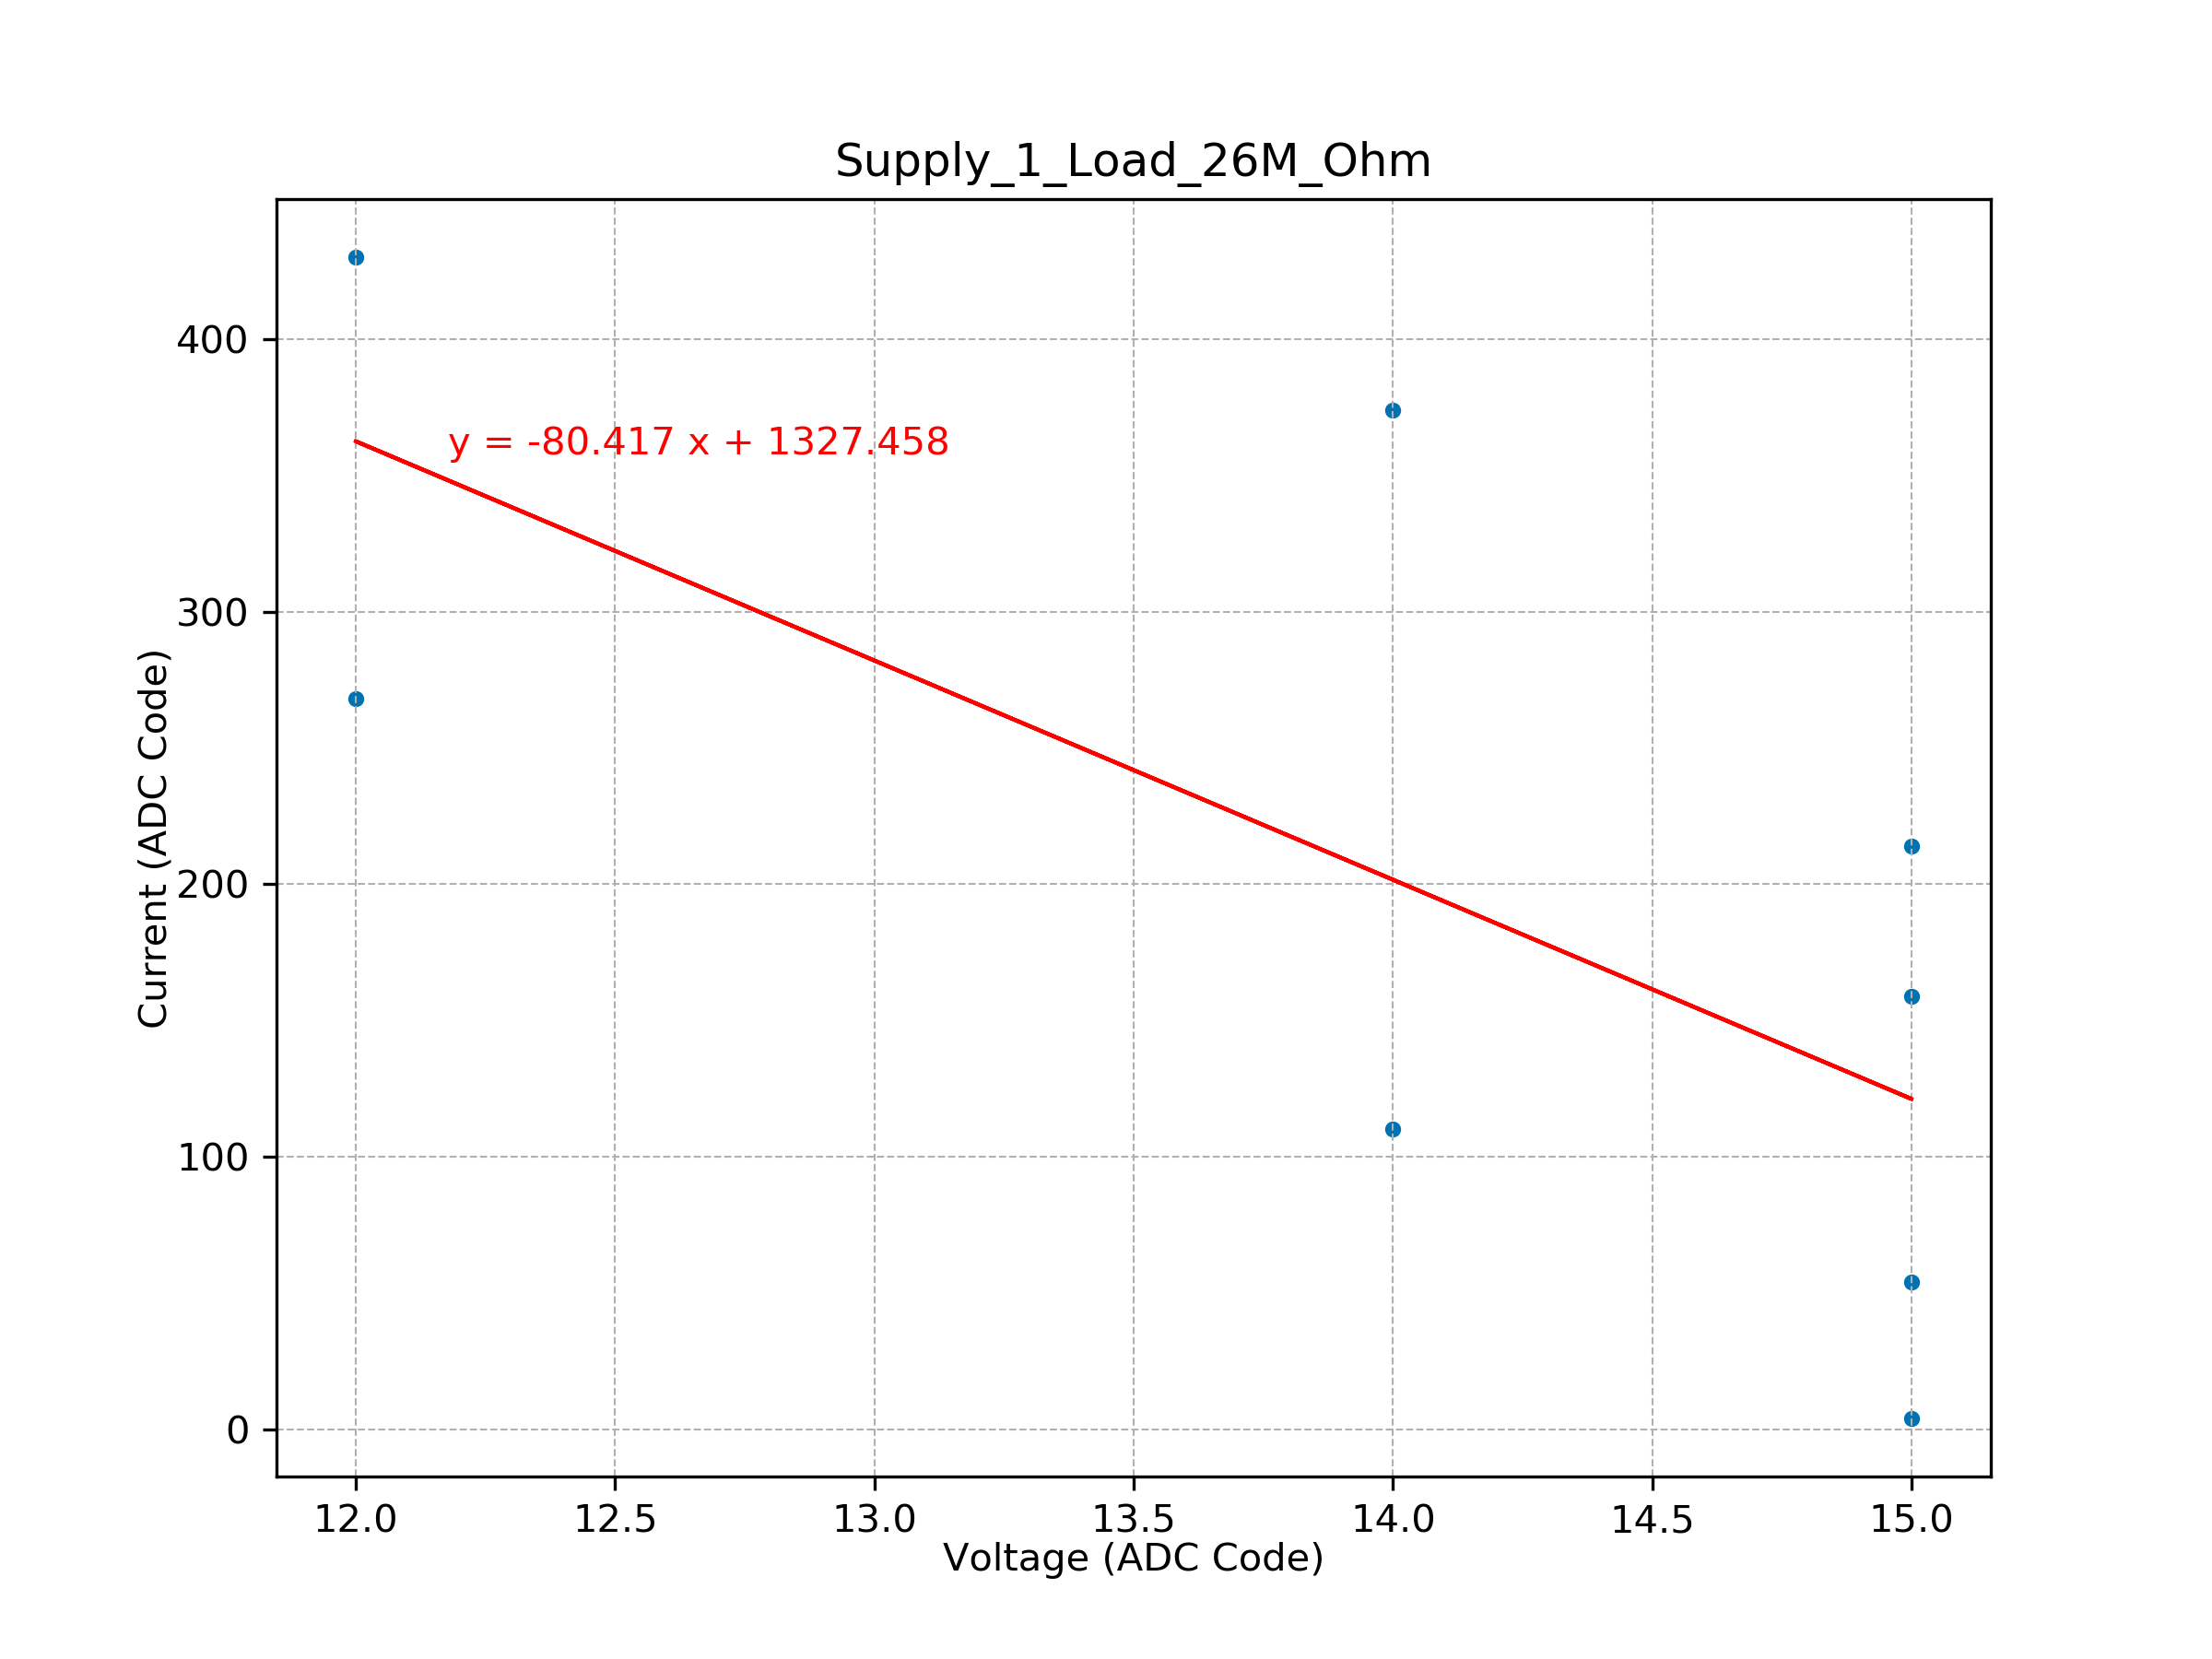 Supply_1_Load_26M_Ohm
400
y = -80.417 x + 1327.458
300
Current (ADC Code)
200
100
0
12.0 12.5 13.0 13.5 14.0 14.5 15.0
Voltage (ADC Code)